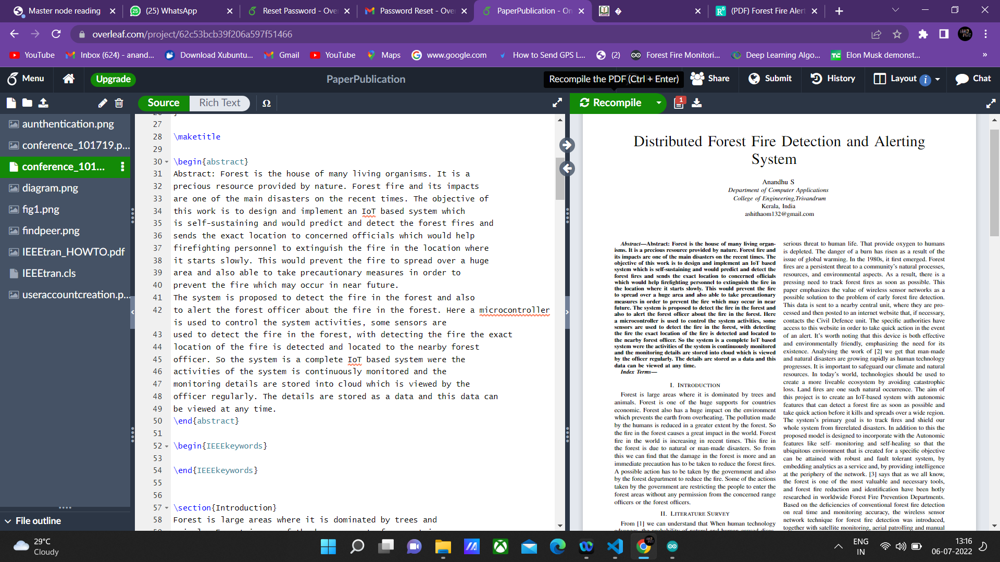 Master node reading
(25) WhatsApp
Reset Password - Ove
Password Reset - Ove
PaperPublication - On
(PDF) Forest Fire Alert
overleaf.com/project/62c53bcb39f206a597f51466
YouTube
Inbox (624) - anand...
Download Xubuntu...
Gmail
YouTube
Maps
www.google.com
How to Send GPS L...
(2)
Forest Fire Monitori...
Deep Learning Algo...
Elon Musk demonst...
»
Menu
Upgrade
PaperPublication
Recompile the PDF (Ctrl + Enter)
Share
Submit
History
Layout
Chat
Source
Rich Text
Ω
Recompile
1
aunthentication.png
conference_101719.p...
conference_101...
diagram.png
fig1.png
findpeer.png
IEEEtran_HOWTO.pdf
IEEEtran.cls
useraccountcreation.p...
File outline
27
28 \maketitle
29
30 \begin{abstract}
31 Abstract: Forest is the house of many living organisms. It is a
32 precious resource provided by nature. Forest fire and its impacts
33 are one of the main disasters on the recent times. The objective of
34 this work is to design and implement an IoT based system which
35 is self-sustaining and would predict and detect the forest fires and
36 sends the exact location to concerned officials which would help
37 firefighting personnel to extinguish the fire in the location where
38 it starts slowly. This would prevent the fire to spread over a huge
39 area and also able to take precautionary measures in order to
40 prevent the fire which may occur in near future.
41 The system is proposed to detect the fire in the forest and also
42 to alert the forest officer about the fire in the forest. Here a microcontroller
is used to control the system activities, some sensors are
43 used to detect the fire in the forest, with detecting the fire the exact
44 location of the fire is detected and located to the nearby forest
45 officer. So the system is a complete IoT based system were the
46 activities of the system is continuously monitored and the
47 monitoring details are stored into cloud which is viewed by the
48 officer regularly. The details are stored as a data and this data can
49 be viewed at any time.
50 \end{abstract}
51
52 \begin{IEEEkeywords}
53
54 \end{IEEEkeywords}
55
56
57 \section{Introduction}
58 Forest is large areas where it is dominated by trees and
Distributed Forest Fire Detection and Alerting
System
Anandhu S
Department of Computer Applications
College of Engineering,Trivandrum
Kerala, India
ashithaom132@gmail.com
Abstract—Abstract: Forest is the house of many living organ-
isms. It is a precious resource provided by nature. Forest fire and
its impacts are one of the main disasters on the recent times. The
objective of this work is to design and implement an IoT based
system which is self-sustaining and would predict and detect the
forest fires and sends the exact location to concerned officials
which would help firefighting personnel to extinguish the fire in
the location where it starts slowly. This would prevent the fire
to spread over a huge area and also able to take precautionary
measures in order to prevent the fire which may occur in near
future. The system is proposed to detect the fire in the forest and
also to alert the forest officer about the fire in the forest. Here
a microcontroller is used to control the system activities, some
sensors are used to detect the fire in the forest, with detecting
the fire the exact location of the fire is detected and located to
the nearby forest officer. So the system is a complete IoT based
system were the activities of the system is continuously monitored
and the monitoring details are stored into cloud which is viewed
by the officer regularly. The details are stored as a data and this
data can be viewed at any time.
Index Terms—
I. INTRODUCTION
Forest is large areas where it is dominated by trees and
animals. Forest is one of the huge supports for countries
economic. Forest also has a huge impact on the environment
which prevents the earth from overheating. The pollution made
by the humans is reduced in a greater extent by the forest. So
the fire in the forest causes a great impact in the world. Forest
fire in the world is increasing in recent times. This fire in
the forest is due to natural or man-made disasters. So from
this we can find that the damage in the forest is more and an
immediate precaution has to be taken to reduce the forest fires.
A possible action has to be taken by the government and also
by the forest department to reduce the fire. Some of the actions
taken by the government are restricting the people to enter the
forest areas without any permission from the concerned range
officers or the forest officers.
II. LITERATURE SURVEY
From [1] we can understand that When human technology
serious threat to human life. That provide oxygen to humans
is depleted. The danger of a burn has risen as a result of the
issue of global warming. In the 1980s, it first emerged. Forest
fires are a persistent threat to a community's natural processes,
resources, and environmental aspects. As a result, there is a
pressing need to track forest fires as soon as possible. This
paper emphasizes the value of wireless sensor networks as a
possible solution to the problem of early forest fire detection.
This data is sent to a nearby central unit, where they are pro-
cessed and then posted to an internet website that, if necessary,
contacts the Civil Defence unit. The specific authorities have
access to this website in order to take quick action in the event
of an alert. It's worth noting that this device is both effective
and environmentally friendly, emphasizing the need for its
existence. Analysing the work of [2] we get that man-made
and natural disasters are growing rapidly as human technology
progresses. It is important to safeguard our climate and natural
resources. In today's world, technologies should be used to
create a more liveable ecosystem by avoiding catastrophic
loss. Land fires are one such natural occurrence. The aim of
this project is to create an IoT-based system with autonomic
features that can detect a forest fire as soon as possible and
take quick action before it kills and spreads over a wide region.
The system's primary goal is to track fires and shield our
whole system from firerelated disasters. In addition to this the
proposed model is designed to incorporate with the Autonomic
features like self- monitoring and self-healing so that the
ubiquitous environment that is created for a specific objective
can be attained with robust and fault tolerant system, by
embedding analytics as a service and, by providing intelligence
at the periphery of the network. [3] says that as we all know,
the forest is one of the most valuable and necessary tools,
and forest fire reduction and identification have been hotly
researched in worldwide Forest Fire Prevention Departments.
Based on the deficiencies of conventional forest fire detection
on real time and monitoring accuracy, the wireless sensor
network technique for forest fire detection was introduced,
together with satellite monitoring, aerial patrolling and manual
29°C
Cloudy
ENG
IN
13:16
06-07-2022